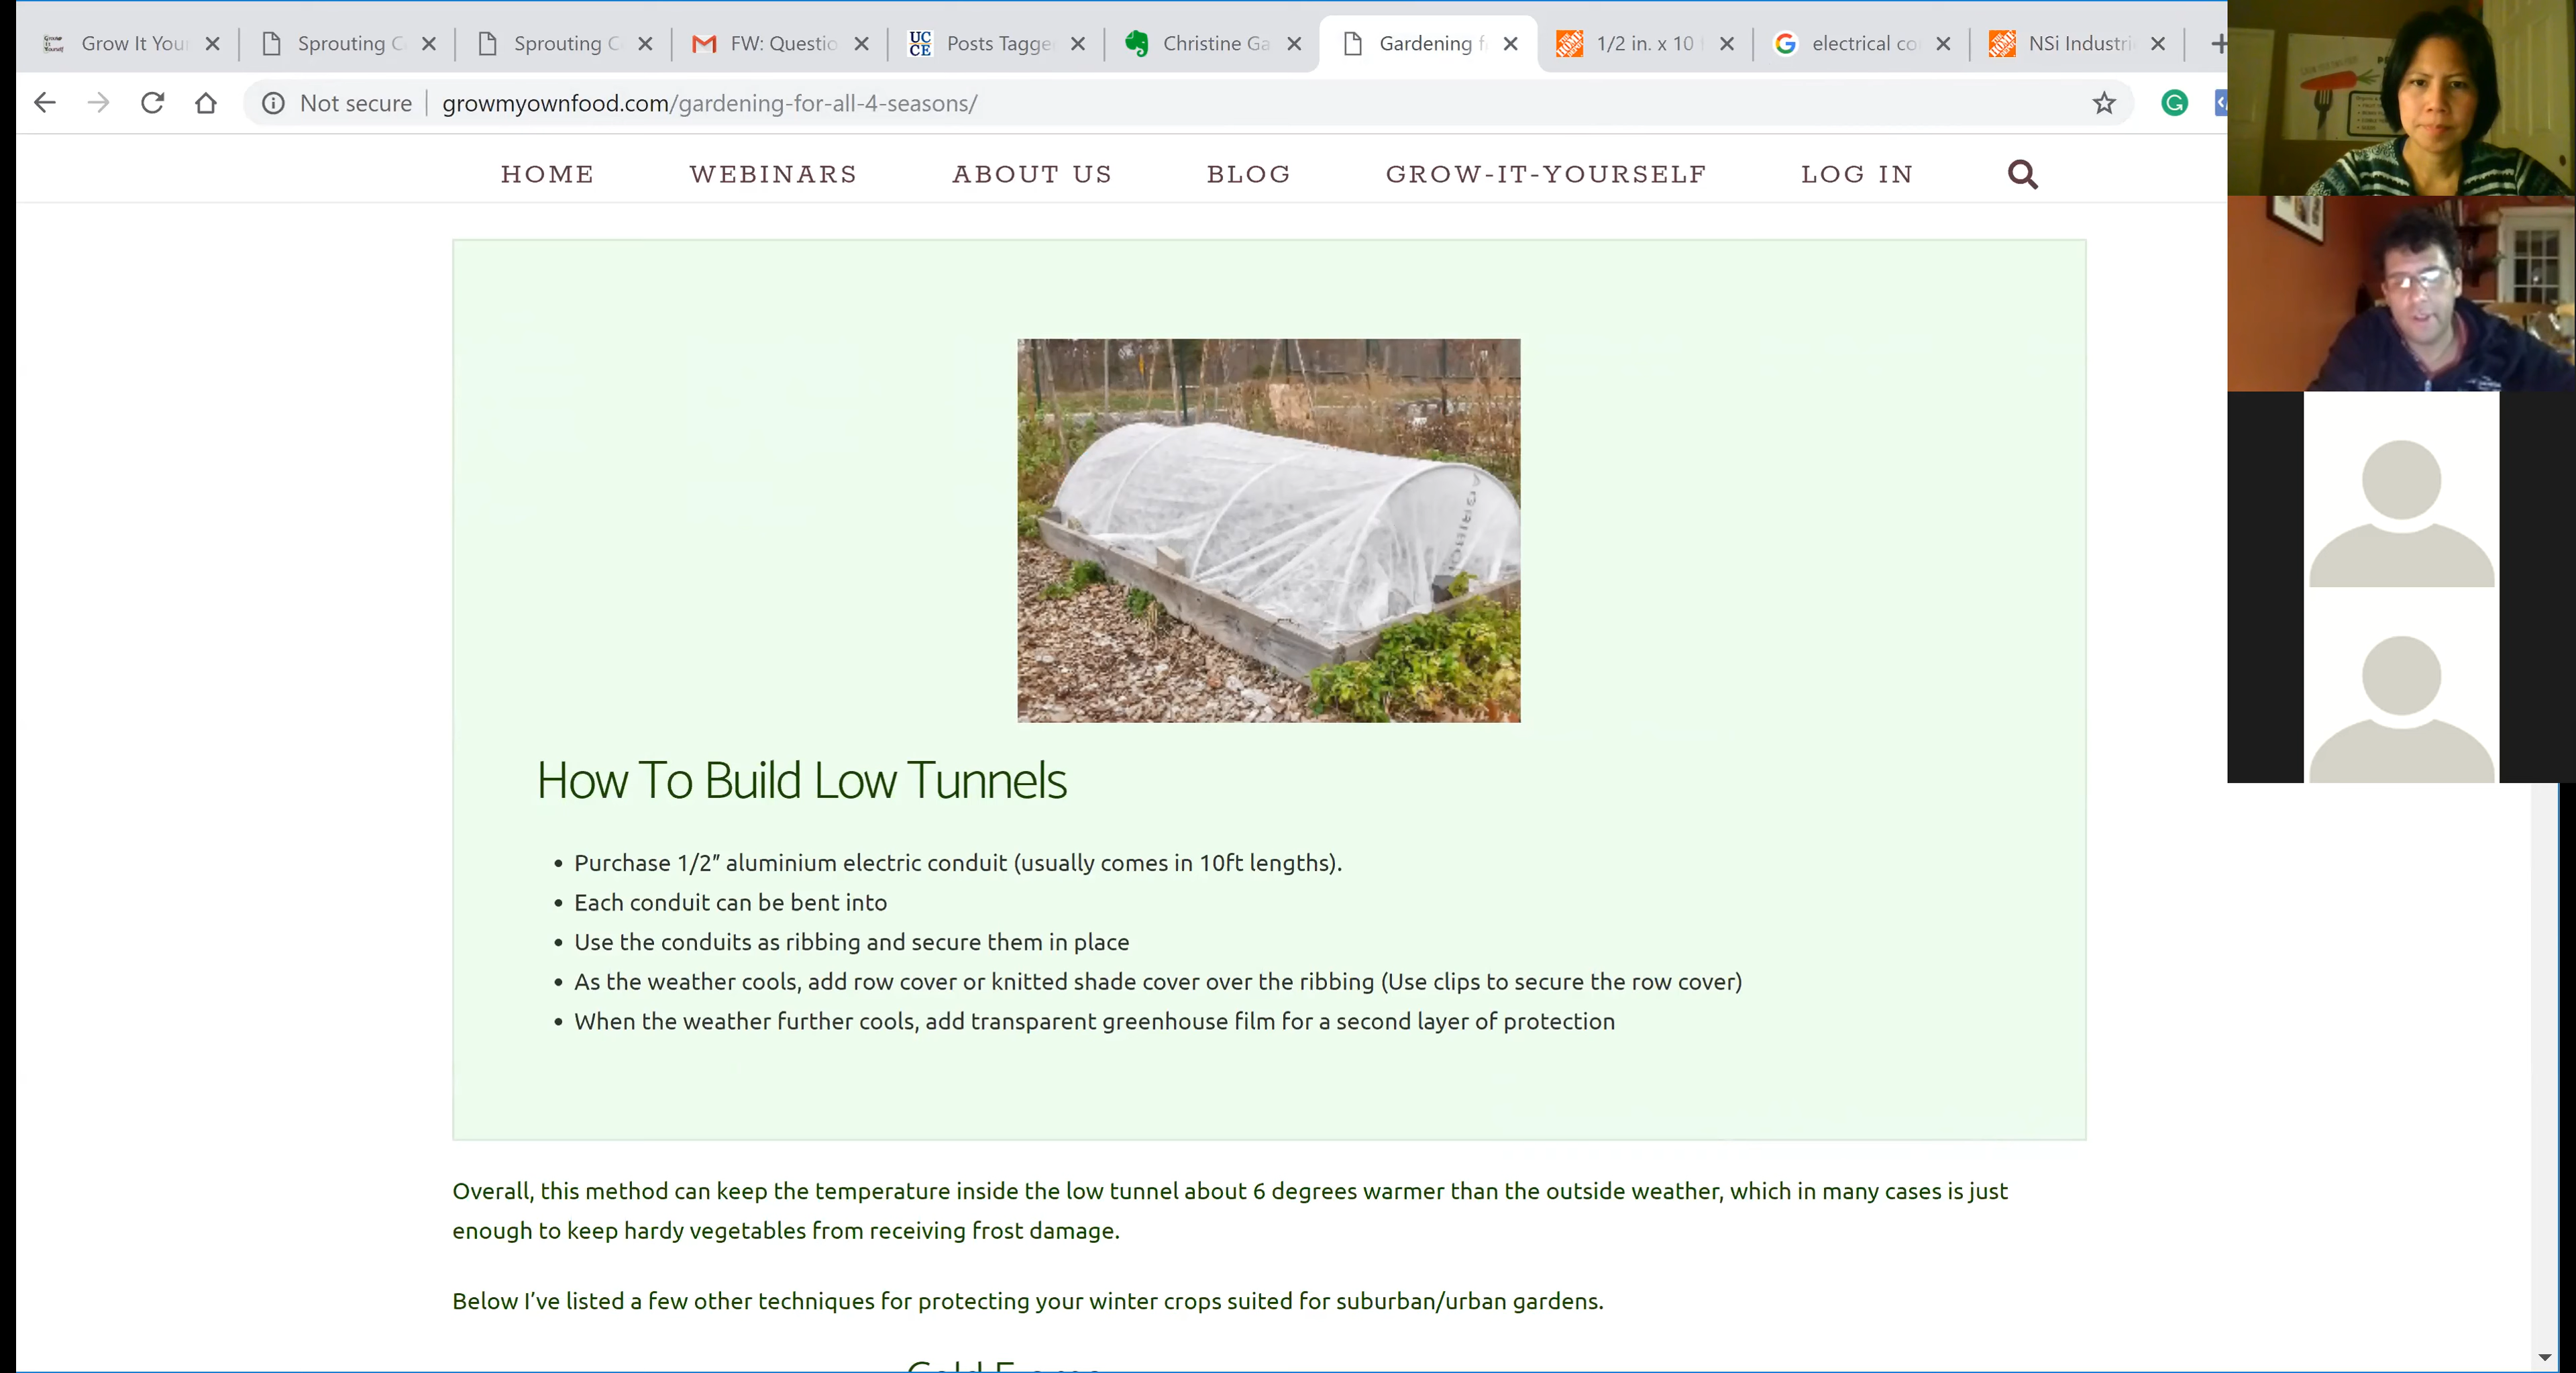 Grow It You
Sprouting C
Sprouting C
FW: Questio
UC
CE
Posts Tagge
Christine Ga
Gardening f
1/2 in. x 10
electrical co
NSi Industri
Not secure
growmyownfood.com/gardening-for-all-4-seasons/
HOME
WEBINARS
ABOUT US
BLOG
GROW-IT-YOURSELF
LOG IN
How To Build Low Tunnels
• Purchase 1/2″ aluminium electric conduit (usually comes in 10ft lengths).
• Each conduit can be bent into
• Use the conduits as ribbing and secure them in place
• As the weather cools, add row cover or knitted shade cover over the ribbing (Use clips to secure the row cover)
• When the weather further cools, add transparent greenhouse film for a second layer of protection
Overall, this method can keep the temperature inside the low tunnel about 6 degrees warmer than the outside weather, which in many cases is just
enough to keep hardy vegetables from receiving frost damage.
Below I've listed a few other techniques for protecting your winter crops suited for suburban/urban gardens.